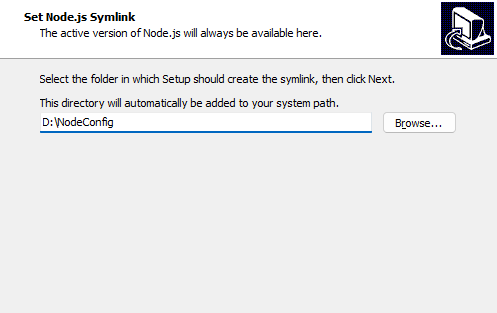 Set Node.js Symlink
The active version of Node.js will always be available here.
Select the folder in which Setup should create the symlink, then click Next.
This directory will automatically be added to your system path.
D:\NodeConfig
Browse...